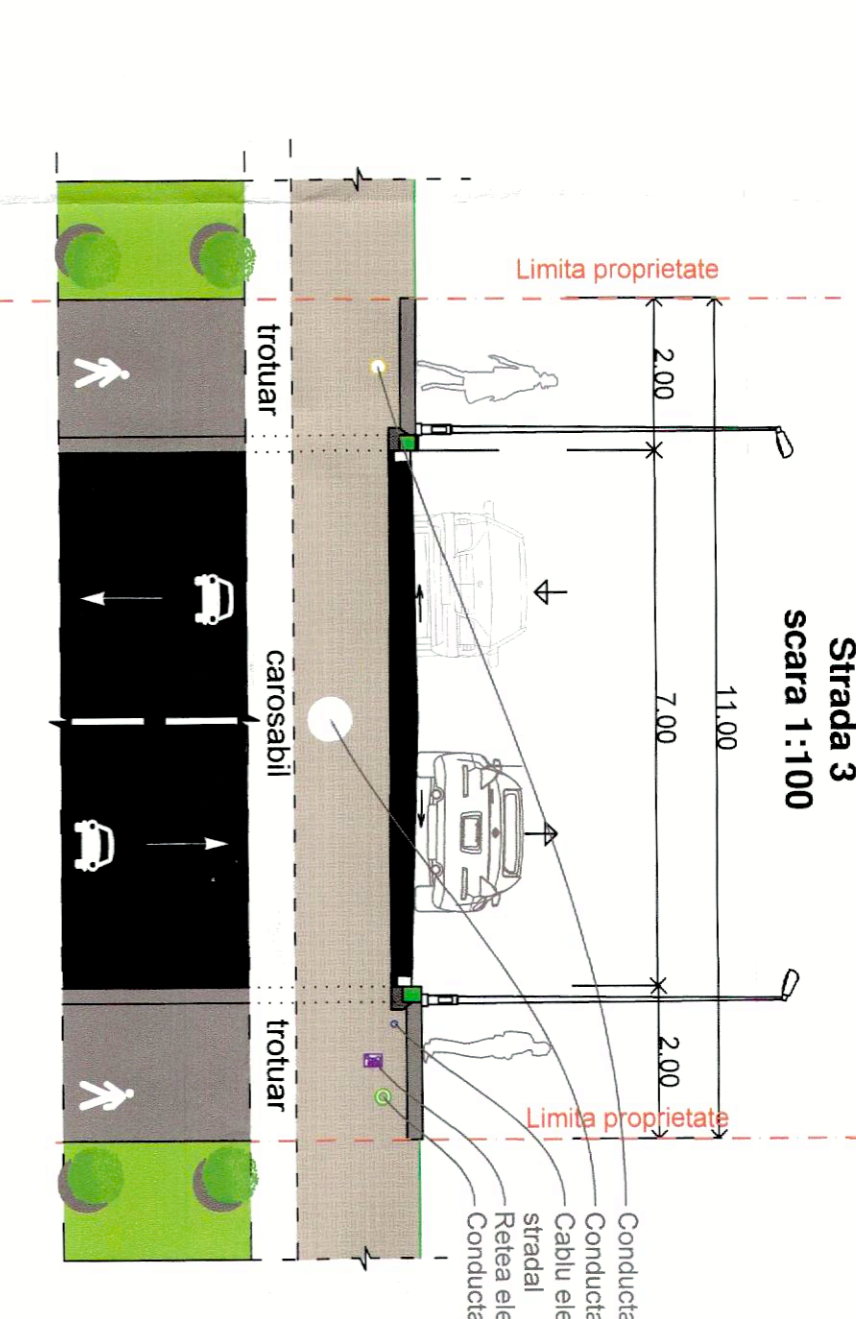 Strada 3
scara 1:100
11.00
2.00
7.00
2.00
Limita proprietate
Limita proprietate
Conducta
Conducta
Cablu ele
stradal
Retea ele
Conducta
trotuar
carosabil
trotuar